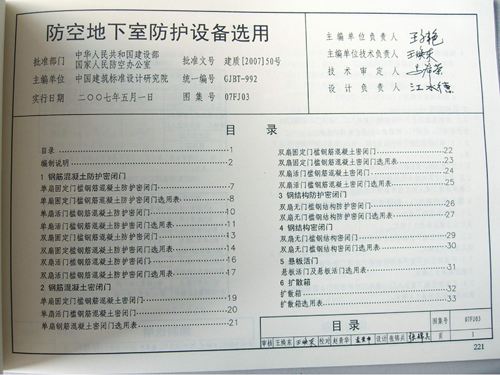 防空地下室防护设备选用
批准部门 中华人民共和国建设部
国家人民防空办公室
批准文号 建质[2007]50号
主编单位 中国建筑标准设计研究院
统一编号 GJBT-992
实行日期 二〇〇七年五月一日
图集号 07FJ03
主编单位负责人
主编单位技术负责人
技术审定人
设计负责人
目 录
目录 1
编制说明 2
1 钢筋混凝土防护密闭门
单扇固定门槛钢筋混凝土防护密闭门 7
单扇固定门槛钢筋混凝土防护密闭门选用表 8
单扇活门槛钢筋混凝土防护密闭门 10
单扇活门槛钢筋混凝土防护密闭门选用表 11
双扇固定门槛钢筋混凝土防护密闭门 13
双扇固定门槛钢筋混凝土防护密闭门选用表 14
双扇活门槛钢筋混凝土防护密闭门 16
双扇活门槛钢筋混凝土防护密闭门选用表 17
2 钢筋混凝土密闭门
单扇固定门槛钢筋混凝土密闭门 19
单扇活门槛钢筋混凝土密闭门 20
单扇钢筋混凝土密闭门选用表 21
双扇固定门槛钢筋混凝土密闭门 22
双扇固定门槛钢筋混凝土密闭门选用表 23
双扇活门槛钢筋混凝土密闭门 24
双扇活门槛钢筋混凝土密闭门选用表 25
3 钢结构防护密闭门
双扇无门槛钢结构防护密闭门 26
双扇无门槛钢结构防护密闭门选用表 27
4 钢结构密闭门
双扇无门槛钢结构密闭门 29
双扇无门槛钢结构密闭门选用表 30
5 悬板活门
悬板活门及悬板活门选用表 31
6 扩散箱
扩散箱 32
扩散箱选用表 33
目 录
图集号 07FJ03
审核 王焕东 校对 赵贵华 设计
页 1
221